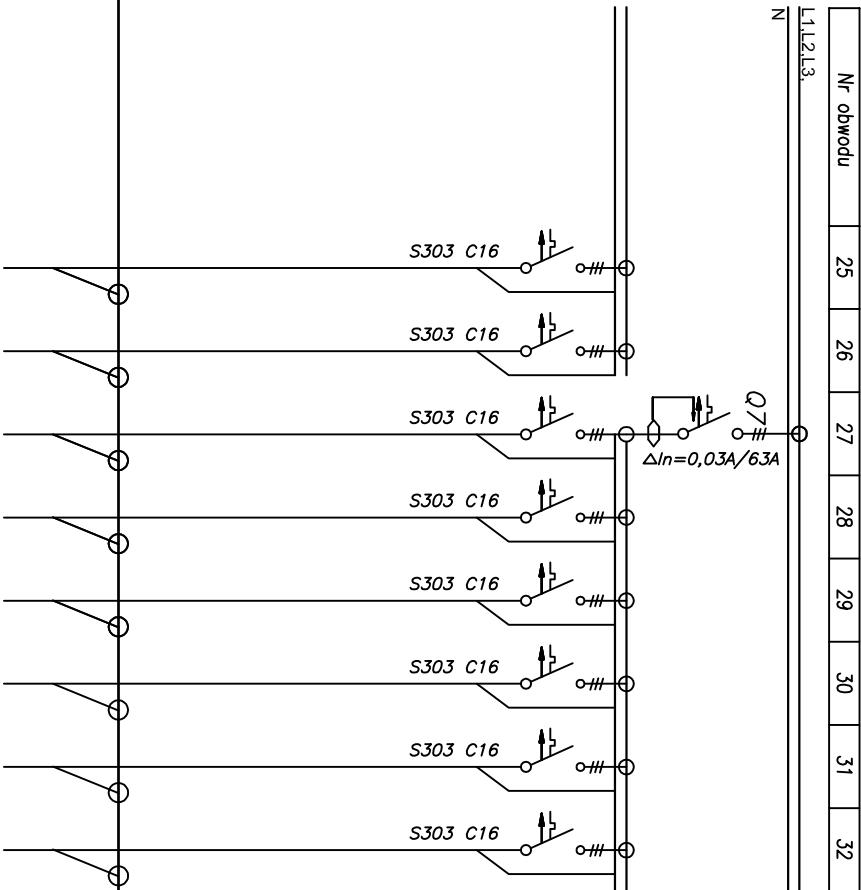 Nr obwodu
25
26
27
28
29
30
31
32
L1,L2,L3,
N
Q7
ΔIn=0,03A/63A
S303 C16
S303 C16
S303 C16
S303 C16
S303 C16
S303 C16
S303 C16
S303 C16